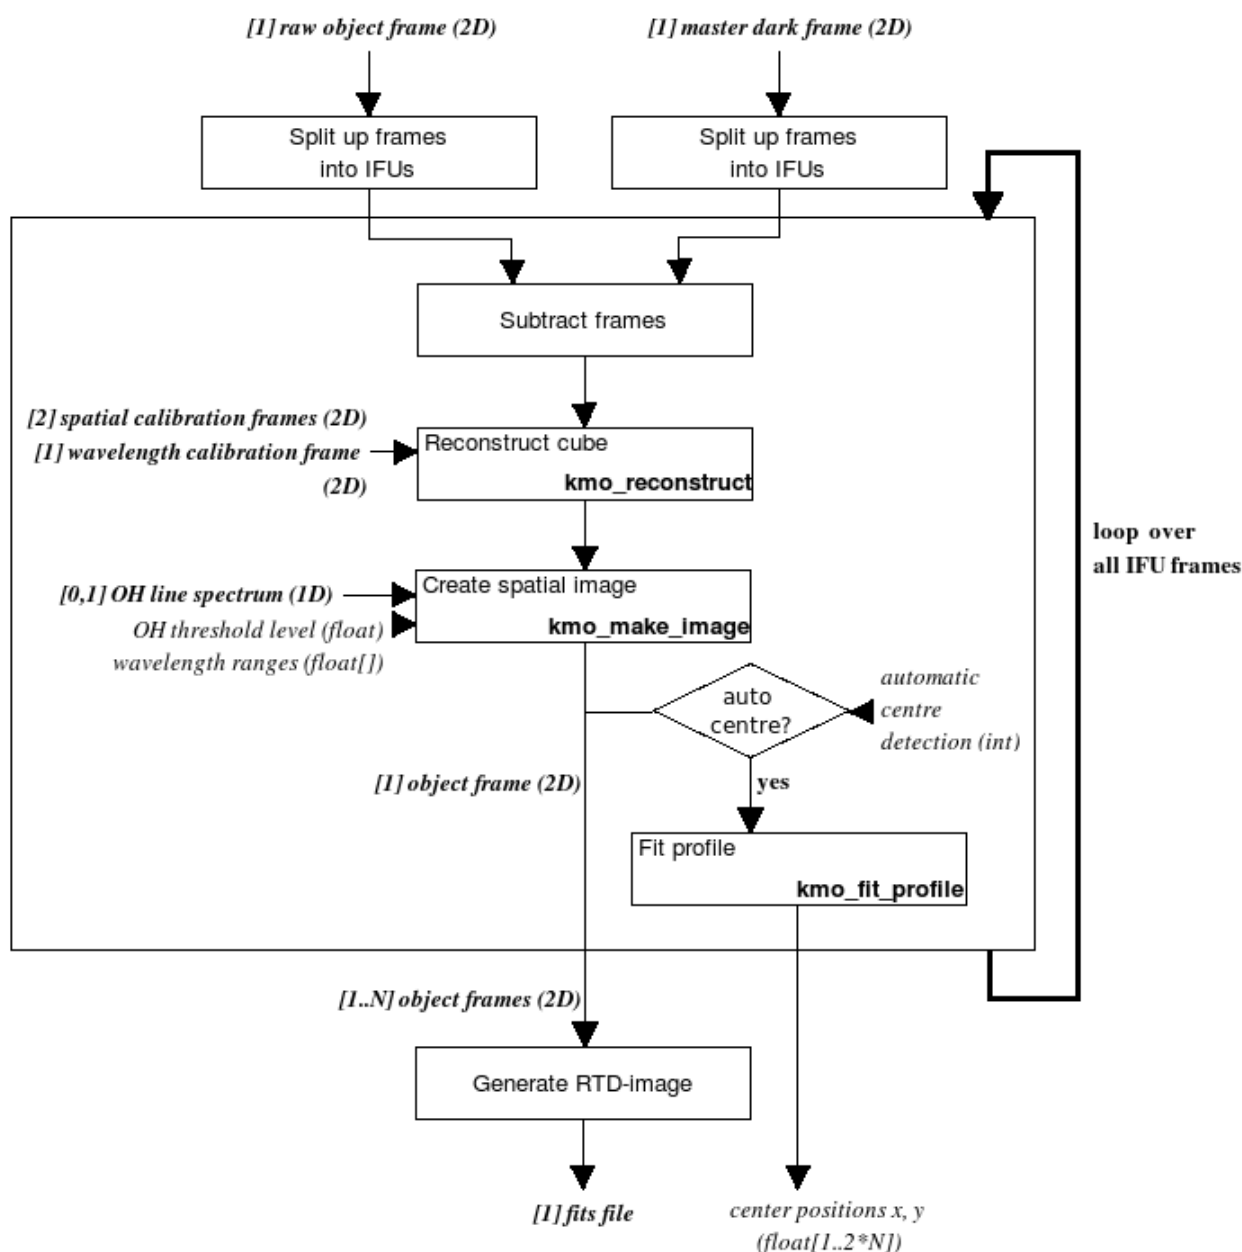 [1] raw object frame (2D)
[1] master dark frame (2D)
Split up frames
into IFUs
Split up frames
into IFUs
Subtract frames
[2] spatial calibration frames (2D)
[1] wavelength calibration frame
(2D)
Reconstruct cube
kmo_reconstruct
loop over
all IFU frames
[0,1] OH line spectrum (1D)
OH threshold level (float)
wavelength ranges (float[])
Create spatial image
kmo_make_image
auto
centre?
automatic
centre
detection (int)
[1] object frame (2D)
yes
Fit profile
kmo_fit_profile
[1..N] object frames (2D)
Generate RTD-image
[1] fits file
center positions x, y
(float[1..2*N])